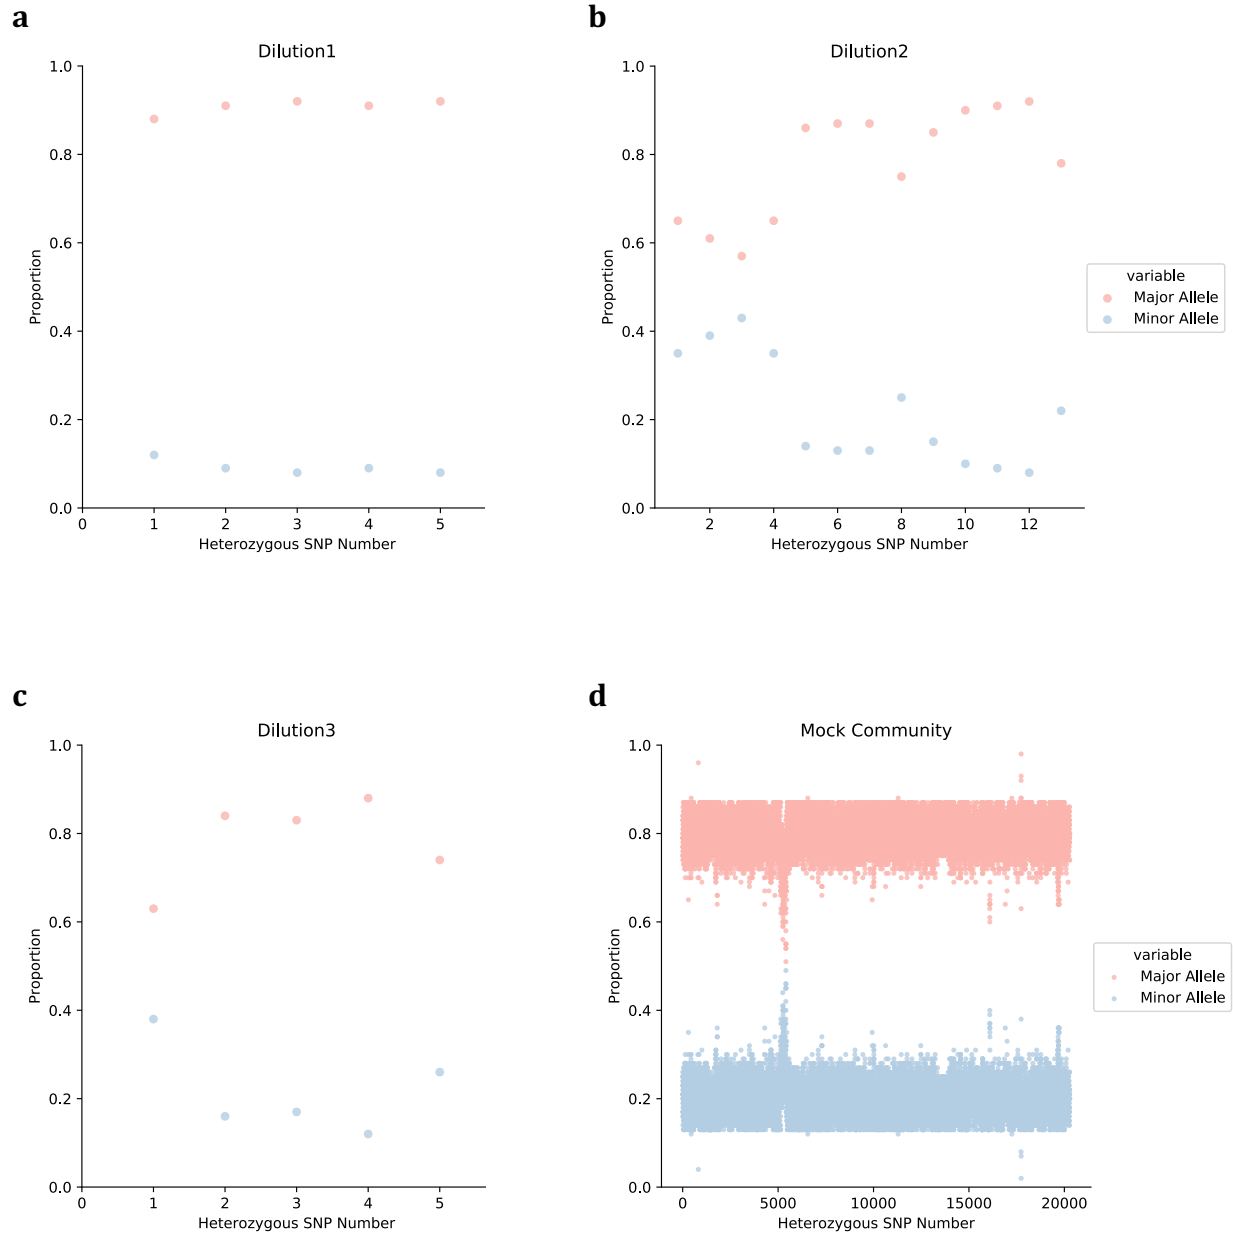 a
Dilution1
1.0
0.8
0.6
0.4
0.2
0.0
Proportion
0 1 2 3 4 5
Heterozygous SNP Number
b
Dilution2
1.0
0.8
0.6
0.4
0.2
0.0
Proportion
2 4 6 8 10 12
Heterozygous SNP Number
variable
Major Allele
Minor Allele
c
Dilution3
1.0
0.8
0.6
0.4
0.2
0.0
Proportion
0 1 2 3 4 5
Heterozygous SNP Number
d
Mock Community
1.0
0.8
0.6
0.4
0.2
0.0
Proportion
0 5000 10000 15000 20000
Heterozygous SNP Number
variable
Major Allele
Minor Allele